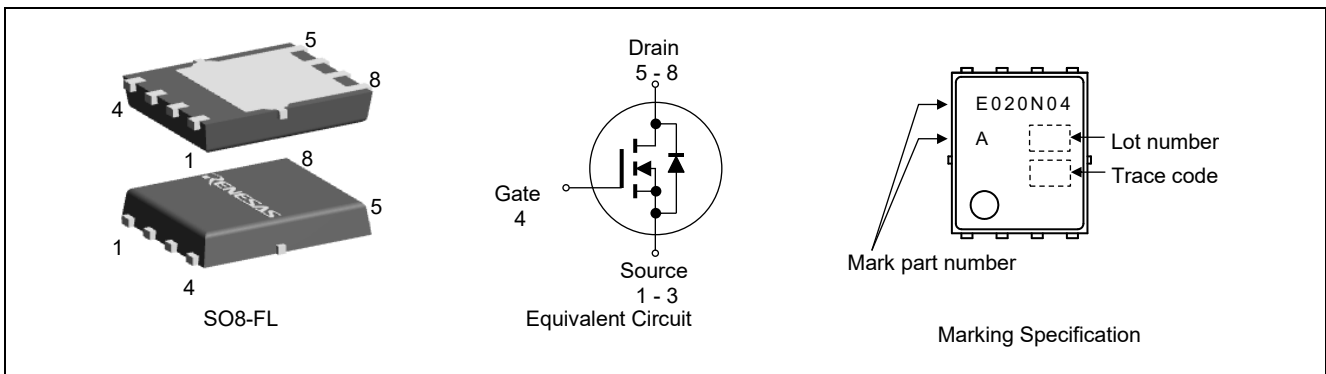 5
8
4
1
8
RENESAS
5
1
4
SO8-FL
Drain
5 - 8
Gate
4
Source
1 - 3
Equivalent Circuit
E020N04
A
Lot number
Trace code
Mark part number
Marking Specification